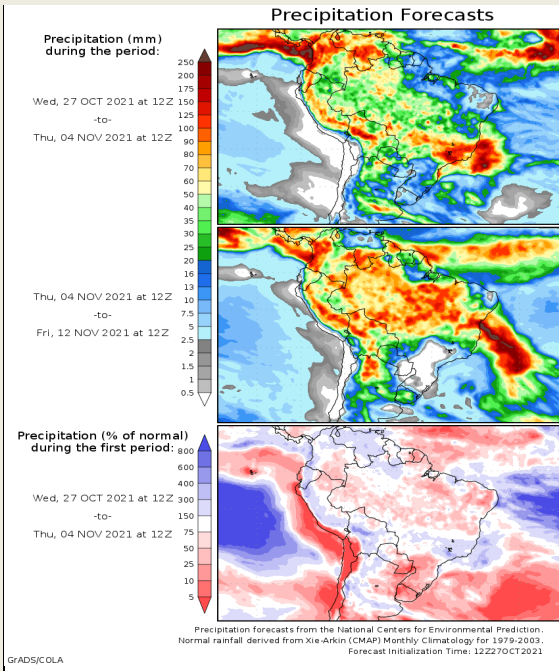 Precipitation Forecasts
Precipitation (mm)
during the period:
Wed, 27 OCT 2021 at 12Z
-to-
Thu, 04 NOV 2021 at 12Z
250
200
175
150
125
100
90
80
70
60
50
40
35
30
25
20
16
13
10
7.5
5
2.5
2
1.5
1
0.5
Thu, 04 NOV 2021 at 12Z
-to-
Fri, 12 NOV 2021 at 12Z
Precipitation (% of normal)
during the first period:
Wed, 27 OCT 2021 at 12Z
-to-
Thu, 04 NOV 2021 at 12Z
800
600
400
300
150
75
50
25
10
5
Precipitation forecasts from the National Centers for Environmental Prediction.
Normal rainfall derived from Xie-Arkin (CMAP) Monthly Climatology for 1979-2003.
Forecast Initialization Time: 12Z27OCT2021
GrADS/COLA